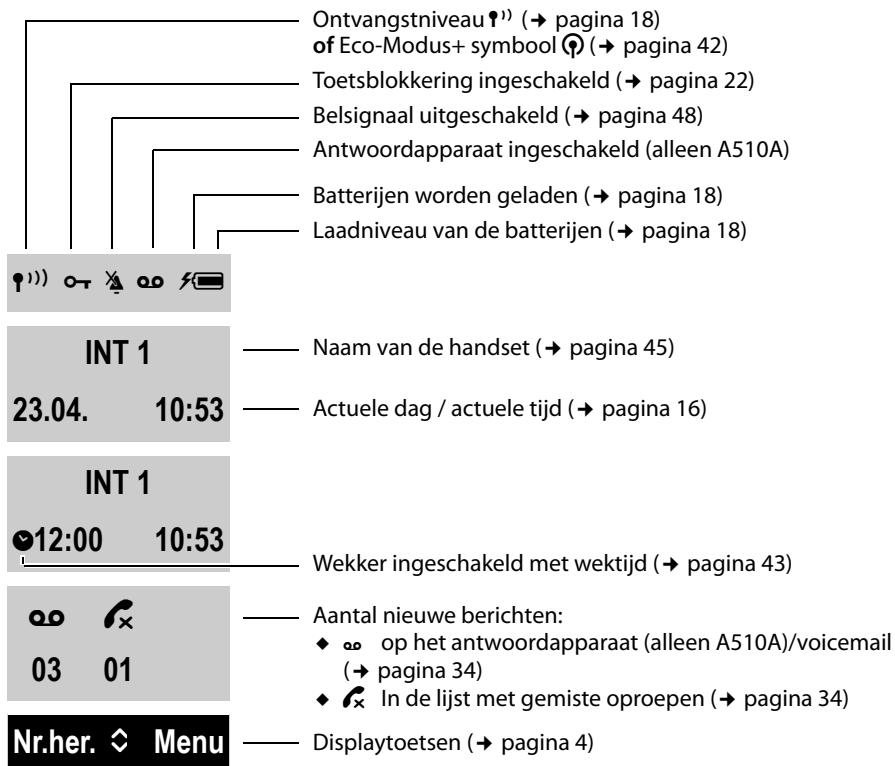 Ontvangstniveau (➔ pagina 18)
of Eco-Modus+ symbool (➔ pagina 42)
Toetsblokkering ingeschakeld (➔ pagina 22)
Belsignaal uitgeschakeld (➔ pagina 48)
Antwoordapparaat ingeschakeld (alleen A510A)
Batterijen worden geladen (➔ pagina 18)
Laadniveau van de batterijen (➔ pagina 18)
INT 1
Naam van de handset (➔ pagina 45)
23.04. 10:53
Actuele dag / actuele tijd (➔ pagina 16)
INT 1
12:00 10:53
Wekker ingeschakeld met wektijd (➔ pagina 43)
Aantal nieuwe berichten:
◆ op het antwoordapparaat (alleen A510A)/voicemail
(➔ pagina 34)
03 01
◆ In de lijst met gemiste oproepen (➔ pagina 34)
Nr.her. Menu
Displaytoetsen (➔ pagina 4)